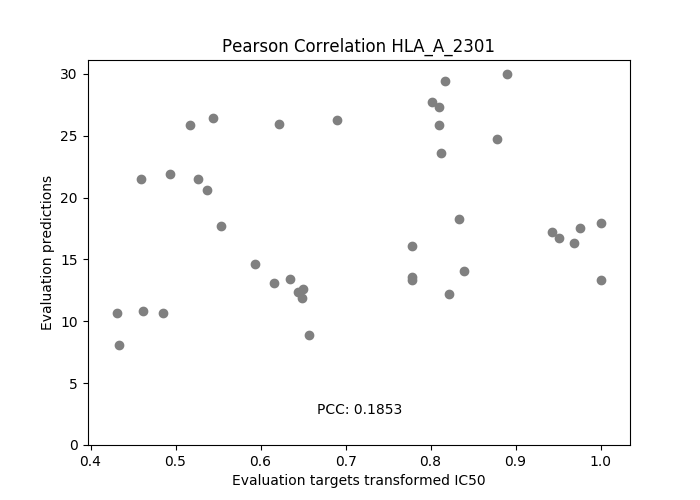 Pearson Correlation HLA_A_2301
30
25
20
15
10
5
0
Evaluation predictions
PCC: 0.1853
0.4 0.5 0.6 0.7 0.8 0.9 1.0
Evaluation targets transformed IC50